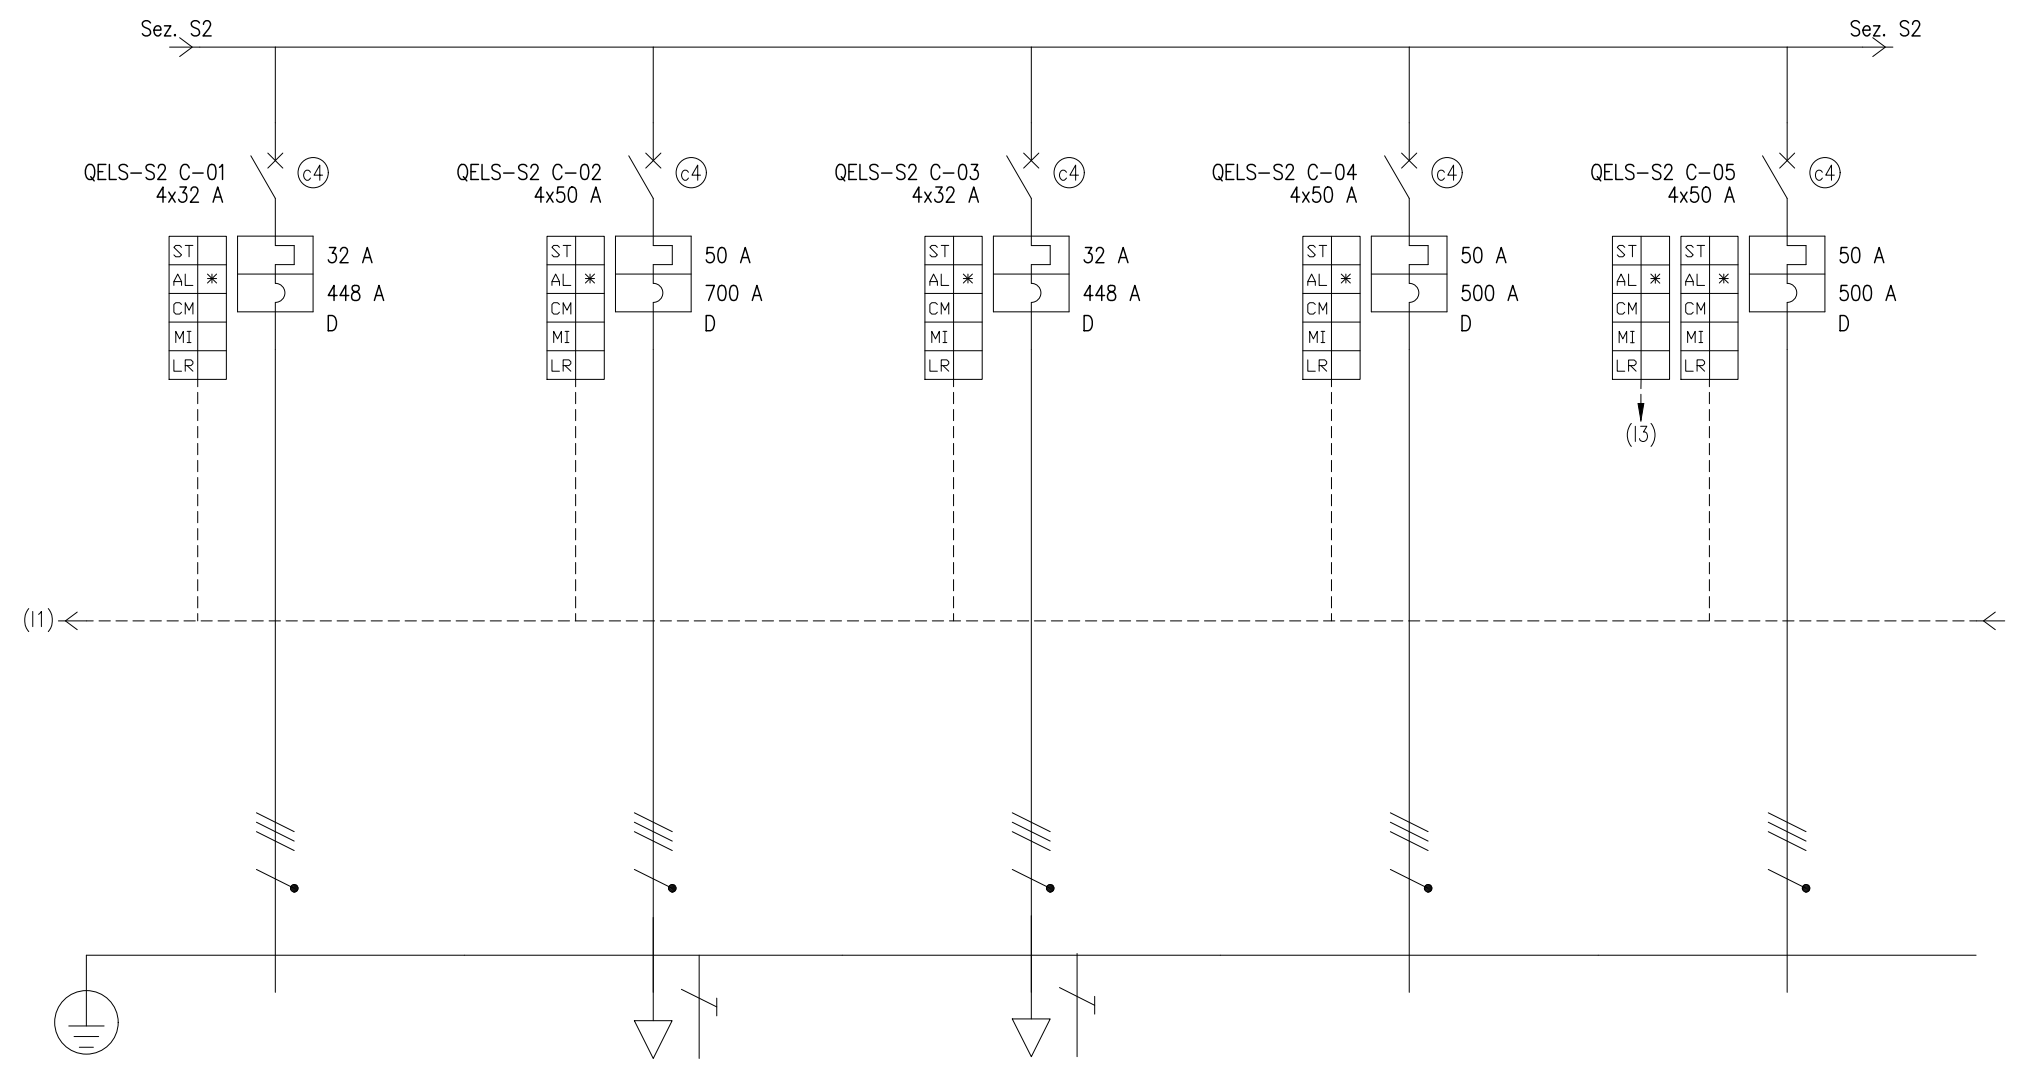 Sez. S2
Sez. S2
QELS-S2 C-01
4x32 A
c4
ST
AL *
CM
MI
LR
32 A
448 A
D
QELS-S2 C-02
4x50 A
c4
ST
AL *
CM
MI
LR
50 A
700 A
D
QELS-S2 C-03
4x32 A
c4
ST
AL *
CM
MI
LR
32 A
448 A
D
QELS-S2 C-04
4x50 A
c4
ST
AL *
CM
MI
LR
50 A
500 A
D
QELS-S2 C-05
4x50 A
c4
ST
AL *
CM
MI
LR
ST
AL *
CM
MI
LR
50 A
500 A
D
(I3)
(I1)